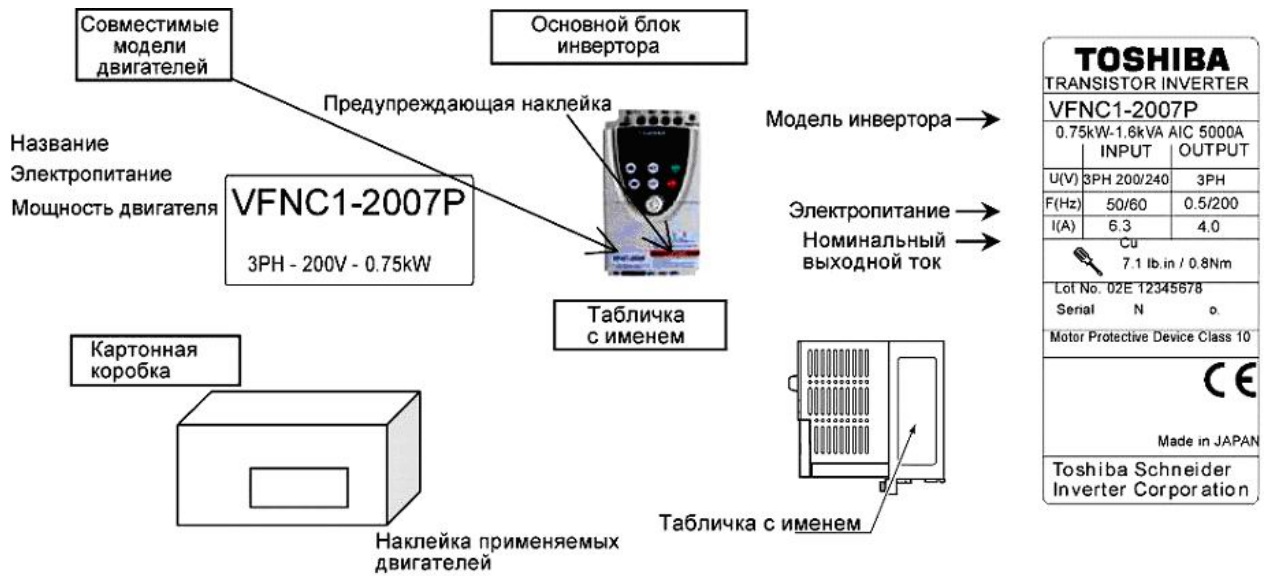 Совместимые
модели
двигателей
Основной блок
инвертора
Предупреждающая наклейка
Название
Электропитание
Мощность двигателя
VFNC1-2007P
3PH - 200V - 0.75kW
Табличка
с именем
Картонная
коробка
Наклейка применяемых
двигателей
Табличка с именем
Модель инвертора
Электропитание
Номинальный
выходной ток
TOSHIBA
TRANSISTOR INVERTER
VFNC1-2007P
0.75kW-1.6kVA AIC 5000A
INPUT OUTPUT
U(V) 3PH 200/240 3PH
F(Hz) 50/60 0.5/200
I(A) 6.3 4.0
Cu
7.1 lb.in / 0.8Nm
Lot No. 02E 12345678
Serial N o.
Motor Protective Device Class 10
CE
Made in JAPAN
Toshiba Schneider
Inverter Corporation